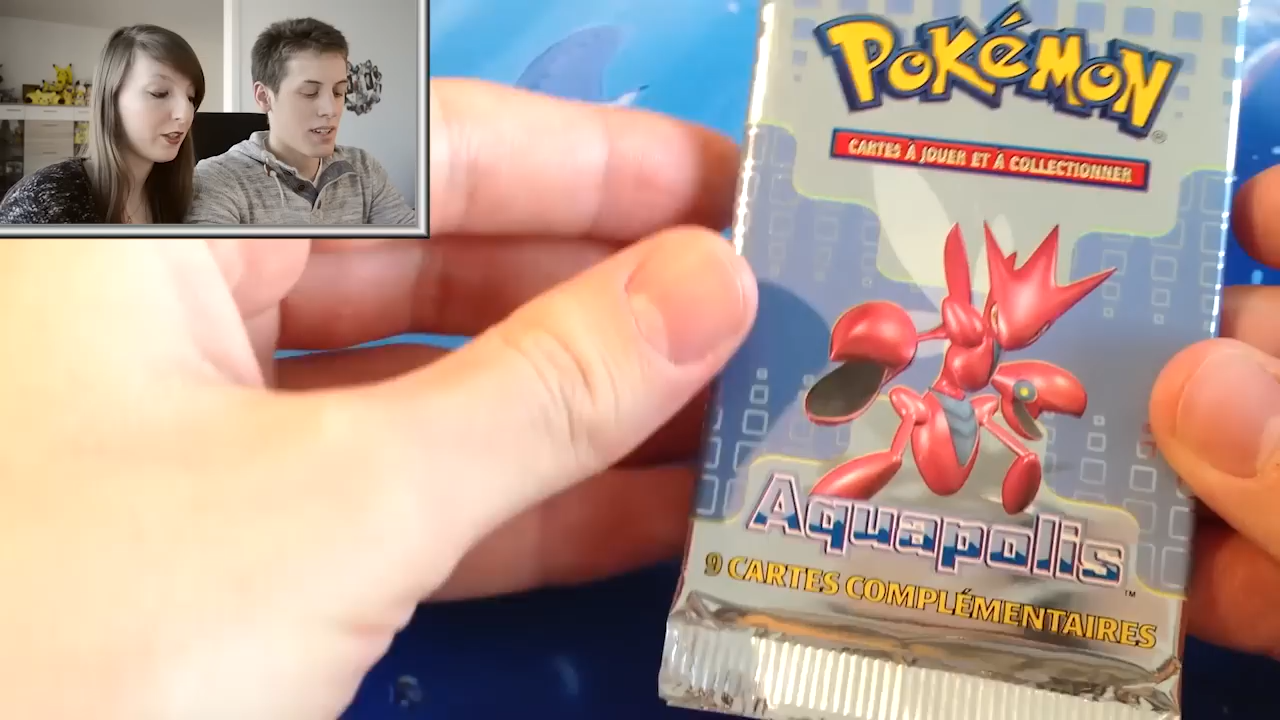 POKéMON
CARTES À JOUER ET À COLLECTIONNER
Aquapolis
9 CARTES COMPLÉMENTAIRES